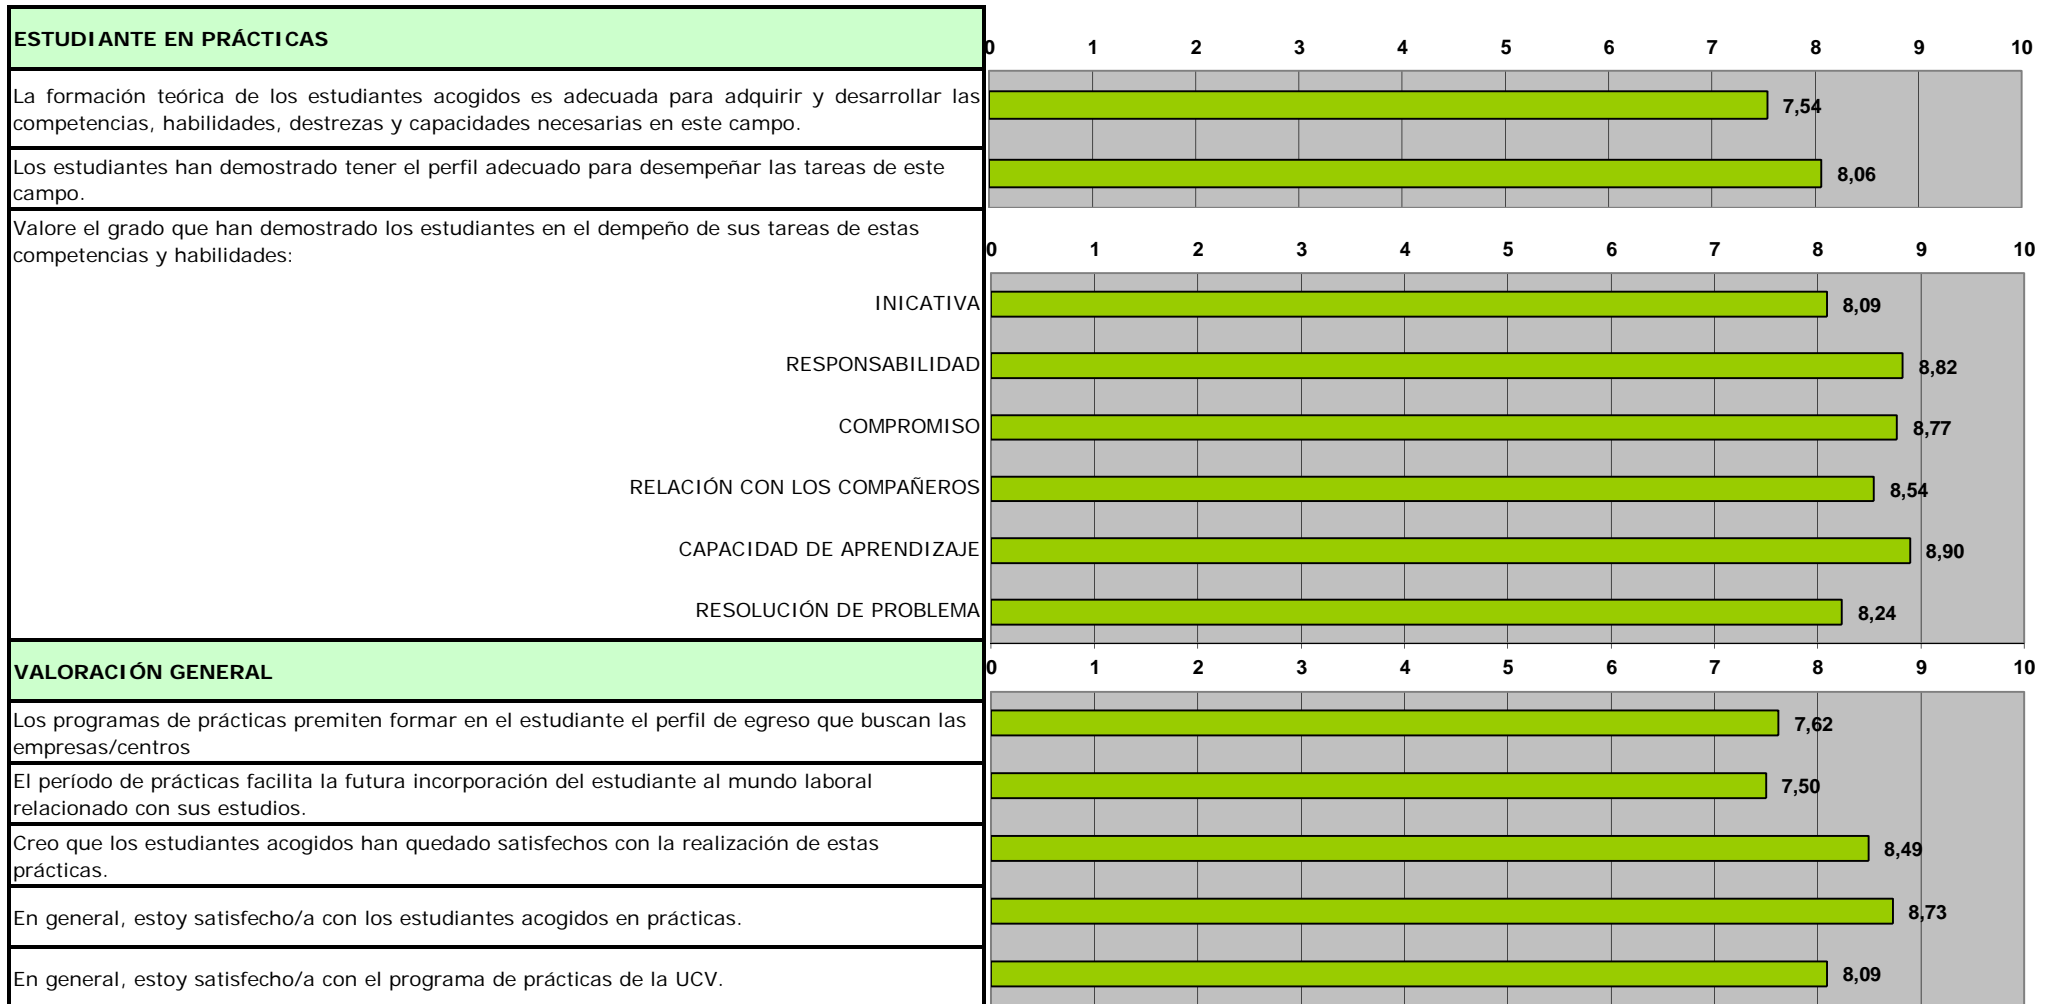 ESTUDIANTE EN PRÁCTICAS
0 1 2 3 4 5 6 7 8 9 10
La formación teórica de los estudiantes acogidos es adecuada para adquirir y desarrollar las
competencias, habilidades, destrezas y capacidades necesarias en este campo.
7,54
Los estudiantes han demostrado tener el perfil adecuado para desempeñar las tareas de este
campo.
8,06
Valore el grado que han demostrado los estudiantes en el dempeño de sus tareas de estas
competencias y habilidades:
0 1 2 3 4 5 6 7 8 9 10
INICATIVA 8,09
RESPONSABILIDAD 8,82
COMPROMISO 8,77
RELACIÓN CON LOS COMPAÑEROS 8,54
CAPACIDAD DE APRENDIZAJE 8,90
RESOLUCIÓN DE PROBLEMA 8,24
VALORACIÓN GENERAL
0 1 2 3 4 5 6 7 8 9 10
Los programas de prácticas premiten formar en el estudiante el perfil de egreso que buscan las
empresas/centros
7,62
El período de prácticas facilita la futura incorporación del estudiante al mundo laboral
relacionado con sus estudios.
7,50
Creo que los estudiantes acogidos han quedado satisfechos con la realización de estas
prácticas.
8,49
En general, estoy satisfecho/a con los estudiantes acogidos en prácticas. 8,73
En general, estoy satisfecho/a con el programa de prácticas de la UCV. 8,09